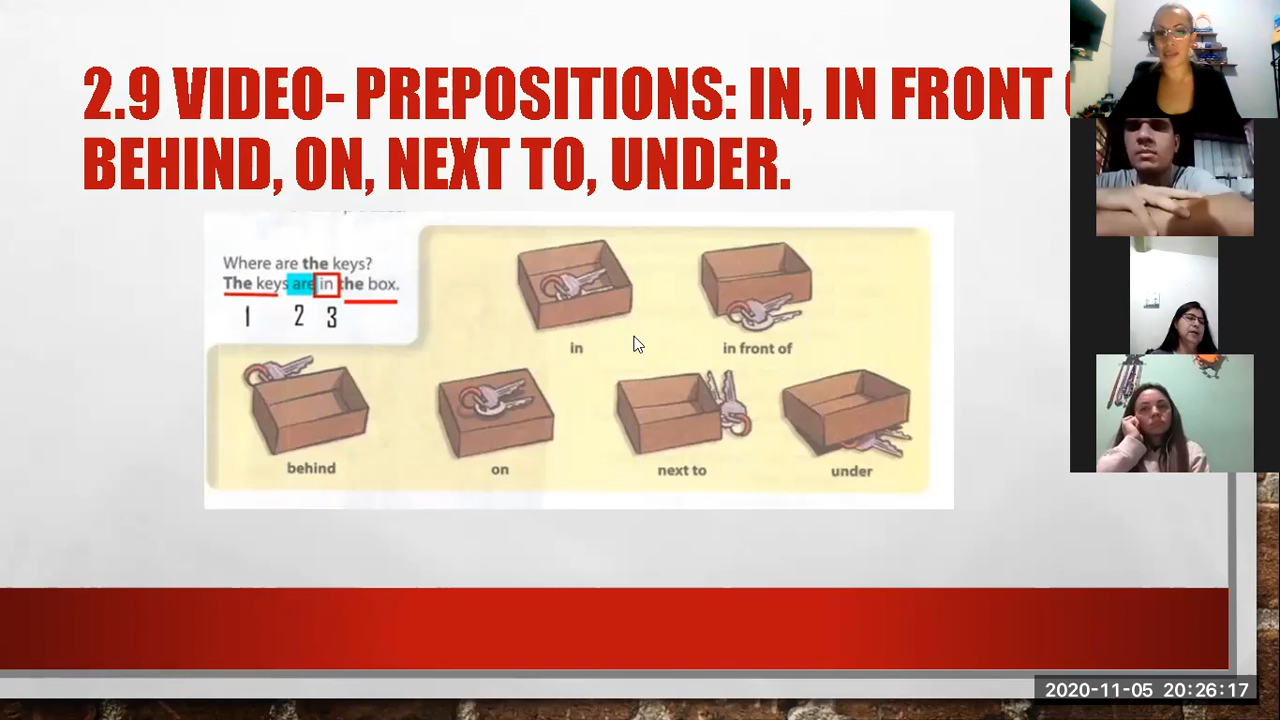 2.9 VIDEO- PREPOSITIONS: IN, IN FRONT
BEHIND, ON, NEXT TO, UNDER.
Where are the keys?
The keys are in the box.
1 2 3
in
in front of
behind
on
next to
under
2020-11-05 20:26:17